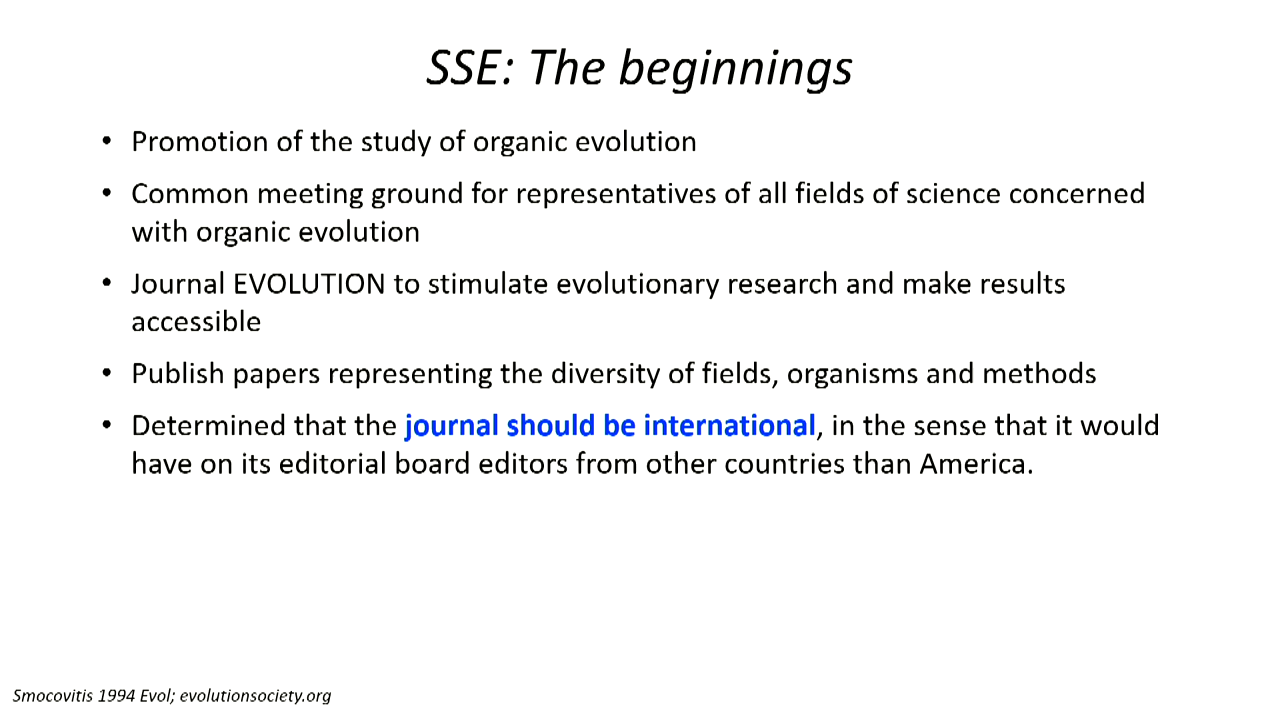 SSE: The beginnings
• Promotion of the study of organic evolution
• Common meeting ground for representatives of all fields of science concerned
with organic evolution
• Journal EVOLUTION to stimulate evolutionary research and make results
accessible
• Publish papers representing the diversity of fields, organisms and methods
• Determined that the journal should be international, in the sense that it would
have on its editorial board editors from other countries than America.
Smocovitis 1994 Evol; evolutionsociety.org